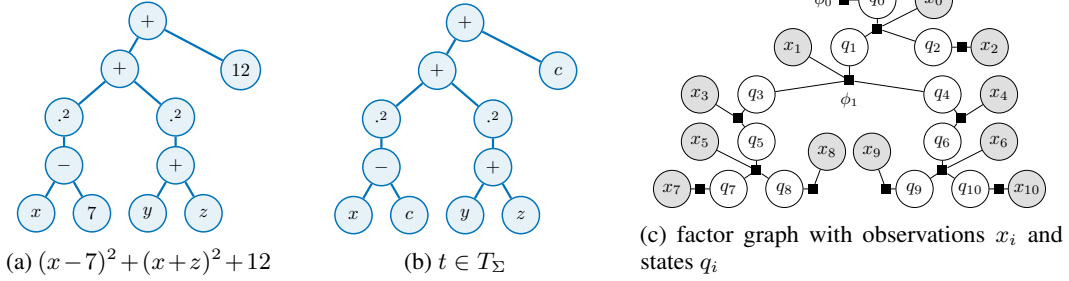 +
+
12
.²
.²
−
+
x
7
y
z
(a) (x−7)²+(x+z)²+12
+
+
c
.²
.²
−
+
x
c
y
z
(b) t ∈ T_Σ
ϕ₀ q₀ x₀
x₁ q₁ q₂ x₂
x₃ q₃ ϕ₁ q₄ x₄
x₅ q₅ x₈ x₉ q₆ x₆
x₇ q₇ q₈ q₉ q₁₀ x₁₀
(c) factor graph with observations xᵢ and
states qᵢ